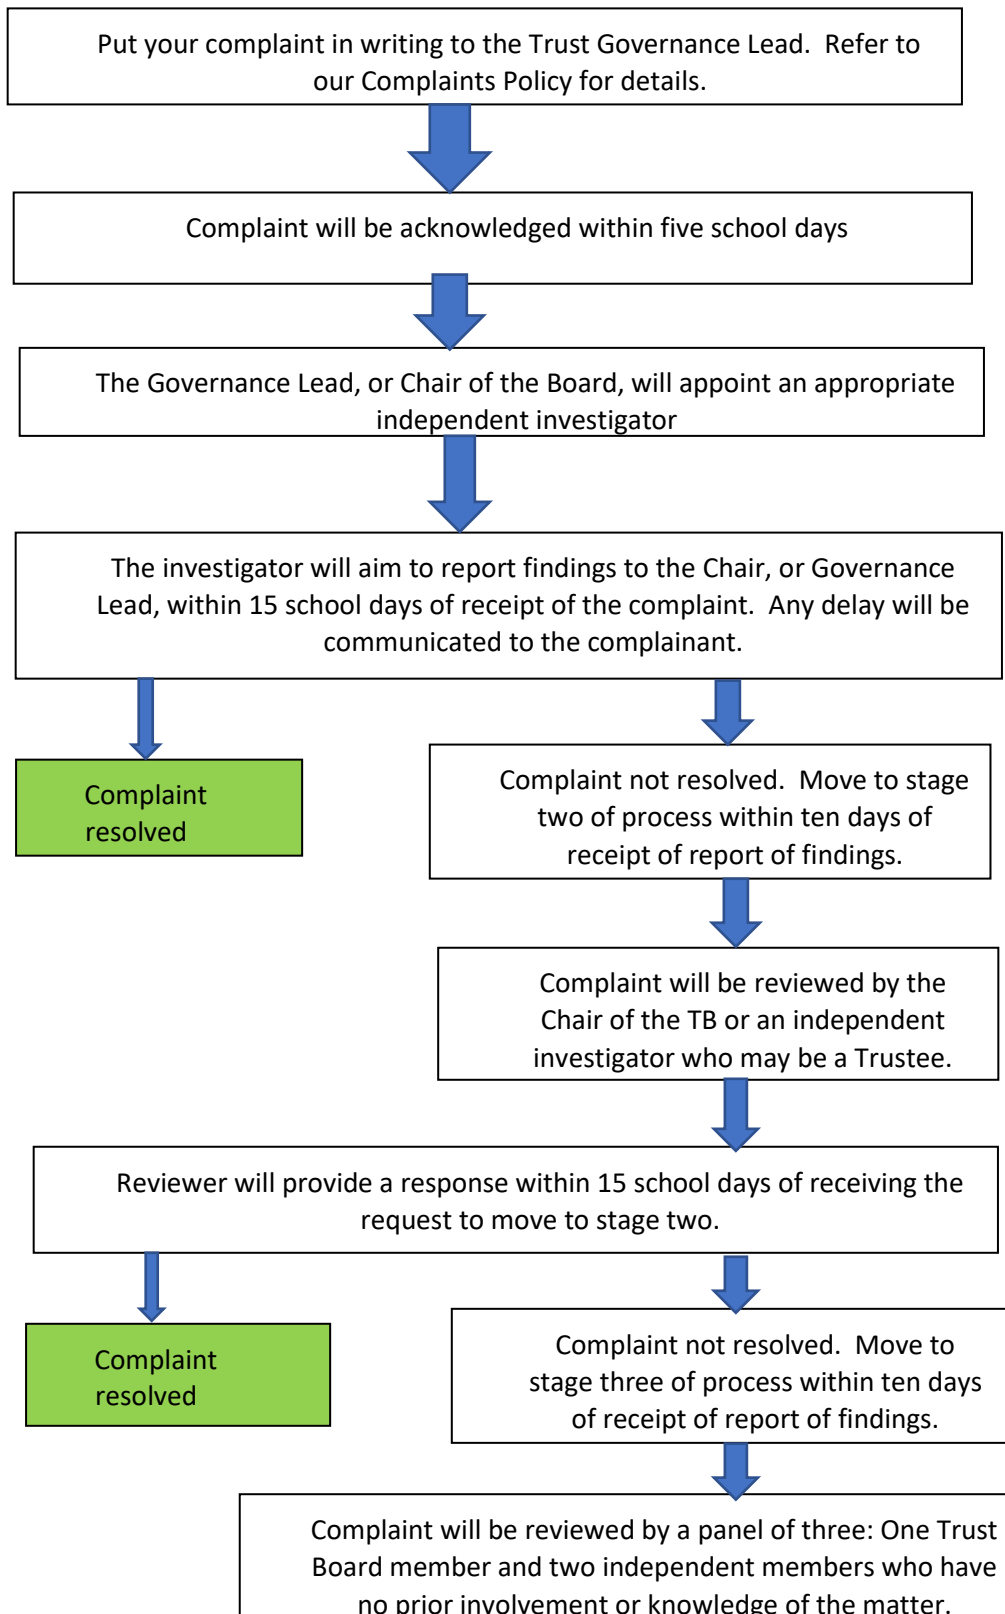 Put your complaint in writing to the Trust Governance Lead.  Refer to
our Complaints Policy for details.
Complaint will be acknowledged within five school days
The Governance Lead, or Chair of the Board, will appoint an appropriate
independent investigator
The investigator will aim to report findings to the Chair, or Governance
Lead, within 15 school days of receipt of the complaint.  Any delay will be
communicated to the complainant.
Complaint
resolved
Complaint not resolved.  Move to stage
two of process within ten days of
receipt of report of findings.
Complaint will be reviewed by the
Chair of the TB or an independent
investigator who may be a Trustee.
Reviewer will provide a response within 15 school days of receiving the
request to move to stage two.
Complaint
resolved
Complaint not resolved.  Move to
stage three of process within ten days
of receipt of report of findings.
Complaint will be reviewed by a panel of three: One Trust
Board member and two independent members who have
no prior involvement or knowledge of the matter.